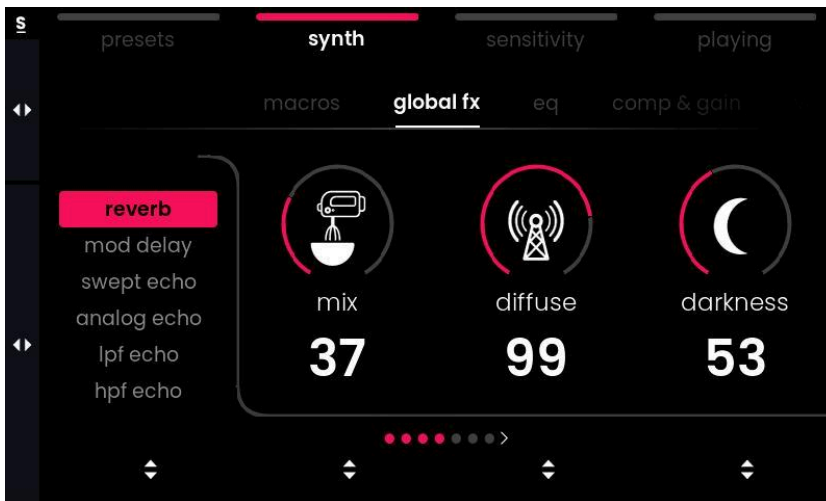 S
presets
synth
sensitivity
playing
macros
global fx
eq
comp & gain
reverb
mod delay
swept echo
analog echo
lpf echo
hpf echo
mix
37
diffuse
99
darkness
53